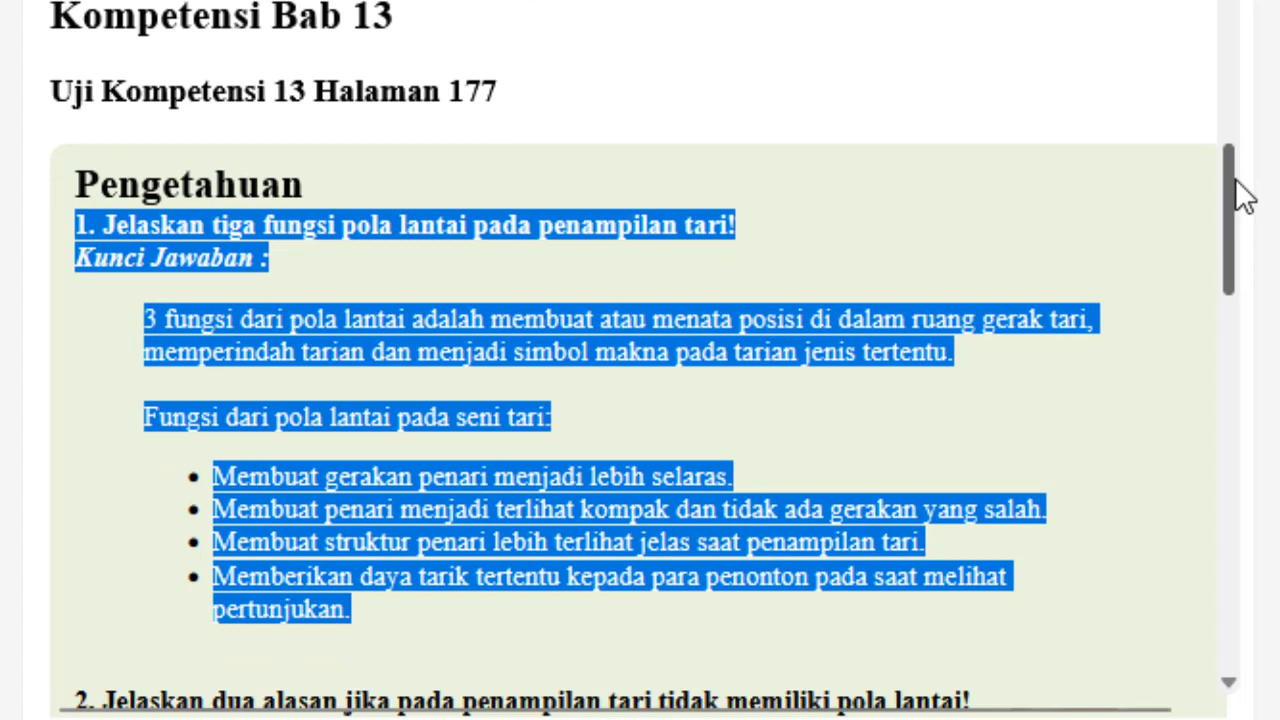 Kompetensi Bab 13
Uji Kompetensi 13 Halaman 177
Pengetahuan
1. Jelaskan tiga fungsi pola lantai pada penampilan tari!
Kunci Jawaban :
3 fungsi dari pola lantai adalah membuat atau menata posisi di dalam ruang gerak tari,
memperindah tarian dan menjadi simbol makna pada tarian jenis tertentu.
Fungsi dari pola lantai pada seni tari:
• Membuat gerakan penari menjadi lebih selaras.
• Membuat penari menjadi terlihat kompak dan tidak ada gerakan yang salah.
• Membuat struktur penari lebih terlihat jelas saat penampilan tari.
• Memberikan daya tarik tertentu kepada para penonton pada saat melihat
pertunjukan.
2. Jelaskan dua alasan jika pada penampilan tari tidak memiliki pola lantai!